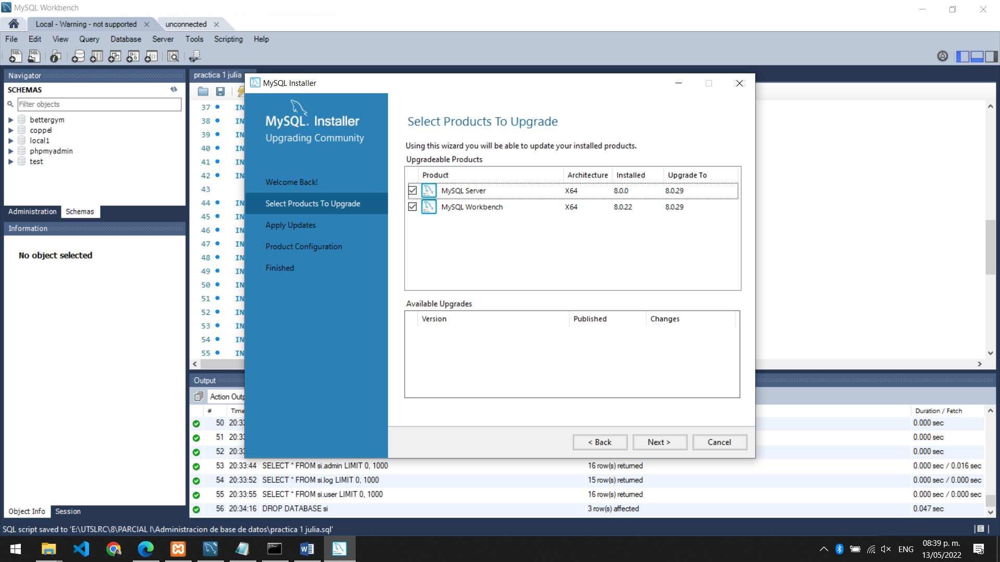 MySQL Workbench
Local - Warning - not supported
unconnected
File Edit View Query Database Server Tools Scripting Help
Navigator
SCHEMAS
Filter objects
bettergym
coppel
local1
phpmyadmin
test
Administration Schemas
Information
No object selected
Object Info Session
practica 1 julia
37 IN
38 IN
39 IN
40 IN
41 IN
42 IN
43
44 IN
45 IN
46 IN
47 IN
48 IN
49 IN
50 IN
51 IN
52 IN
53 IN
54 IN
55 IN
MySQL Installer
MySQL. Installer
Upgrading Community
Welcome Back!
Select Products To Upgrade
Apply Updates
Product Configuration
Finished
Select Products To Upgrade
Using this wizard you will be able to update your installed products.
Upgradeable Products
Product Architecture Installed Upgrade To
MySQL Server X64 8.0.0 8.0.29
MySQL Workbench X64 8.0.22 8.0.29
Available Upgrades
Version Published Changes
< Back Next > Cancel
Output
Action Outp
# Time Duration / Fetch
50 20:33 0.000 sec
51 20:33 0.000 sec
52 20:33 0.000 sec
53 20:33:44 SELECT * FROM si.admin LIMIT 0, 1000 16 row(s) returned 0.000 sec / 0.016 sec
54 20:33:52 SELECT * FROM si.log LIMIT 0, 1000 15 row(s) returned 0.000 sec / 0.000 sec
55 20:33:55 SELECT * FROM si.user LIMIT 0, 1000 16 row(s) returned 0.000 sec / 0.000 sec
56 20:34:16 DROP DATABASE si 3 row(s) affected 0.047 sec
SQL script saved to 'E:\UTSLRC\8\PARCIAL I\Administracion de base de datos\practica 1 julia.sql'
ENG
08:39 p. m.
13/05/2022